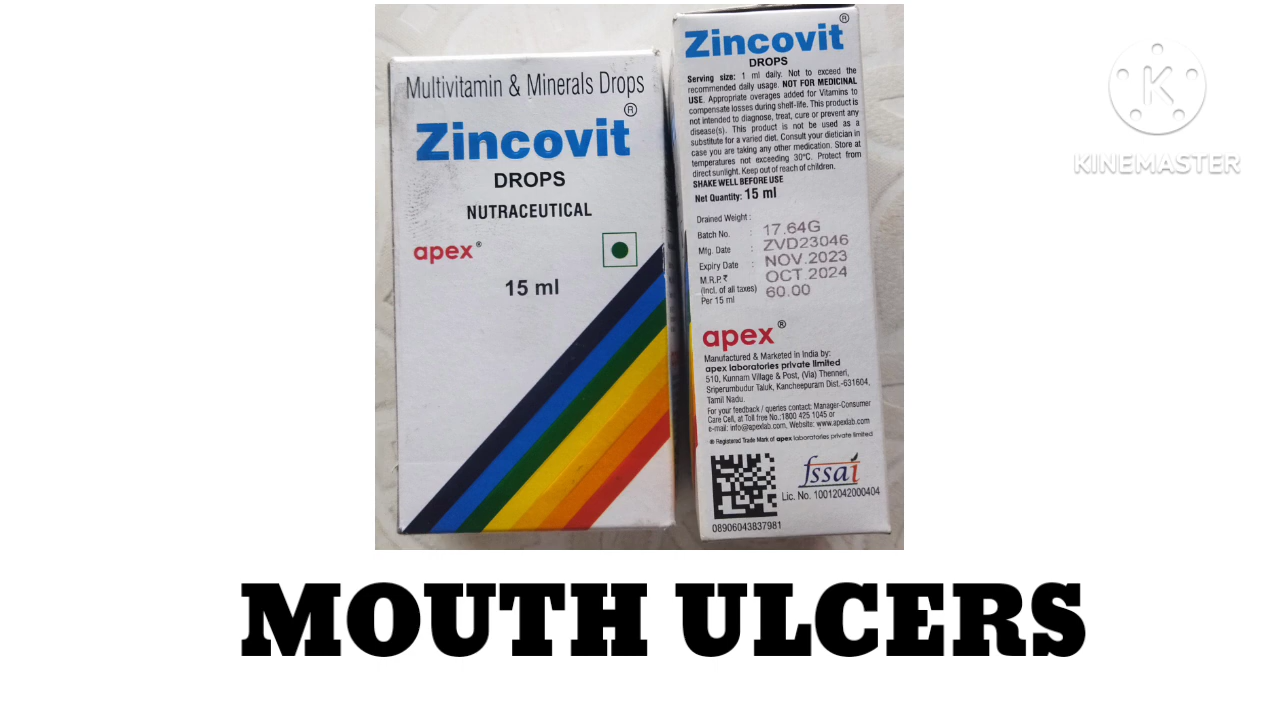 Multivitamin & Minerals Drops
Zincovit®
DROPS
NUTRACEUTICAL
apex®
15 ml
Zincovit®
DROPS
Serving size: 1 ml daily. Not to exceed the
recommended daily usage. NOT FOR MEDICINAL
USE. Appropriate overages added for Vitamins to
compensate losses during shelf-life. This product is
not intended to diagnose, treat, cure or prevent any
disease(s). This product is not be used as a
substitute for a varied diet. Consult your dietician in
case you are taking any other medication. Store at
temperatures not exceeding 30°C. Protect from
direct sunlight. Keep out of reach of children.
SHAKE WELL BEFORE USE
Net Quantity: 15 ml
Drained Weight :
17.64G
Batch No. : ZVD23046
Mfg. Date : NOV.2023
Expiry Date : OCT.2024
M.R.P.₹ 60.00
(Incl. of all taxes)
Per 15 ml
apex®
Manufactured & Marketed in India by:
apex laboratories private limited
510, Kunnam Village & Post, (Via) Thenneri,
Sriperumbudur Taluk, Kancheepuram Dist.-631604,
Tamil Nadu.
For your feedback / queries contact: Manager-Consumer
Care Cell, at Toll free No.:1800 425 1045 or
e-mail: info@apexlab.com, Website: www.apexlab.com
® Registered Trade Mark of apex laboratories private limited
fssai
Lic. No. 10012042000404
08906043837981
K
KINEMASTER
MOUTH ULCERS